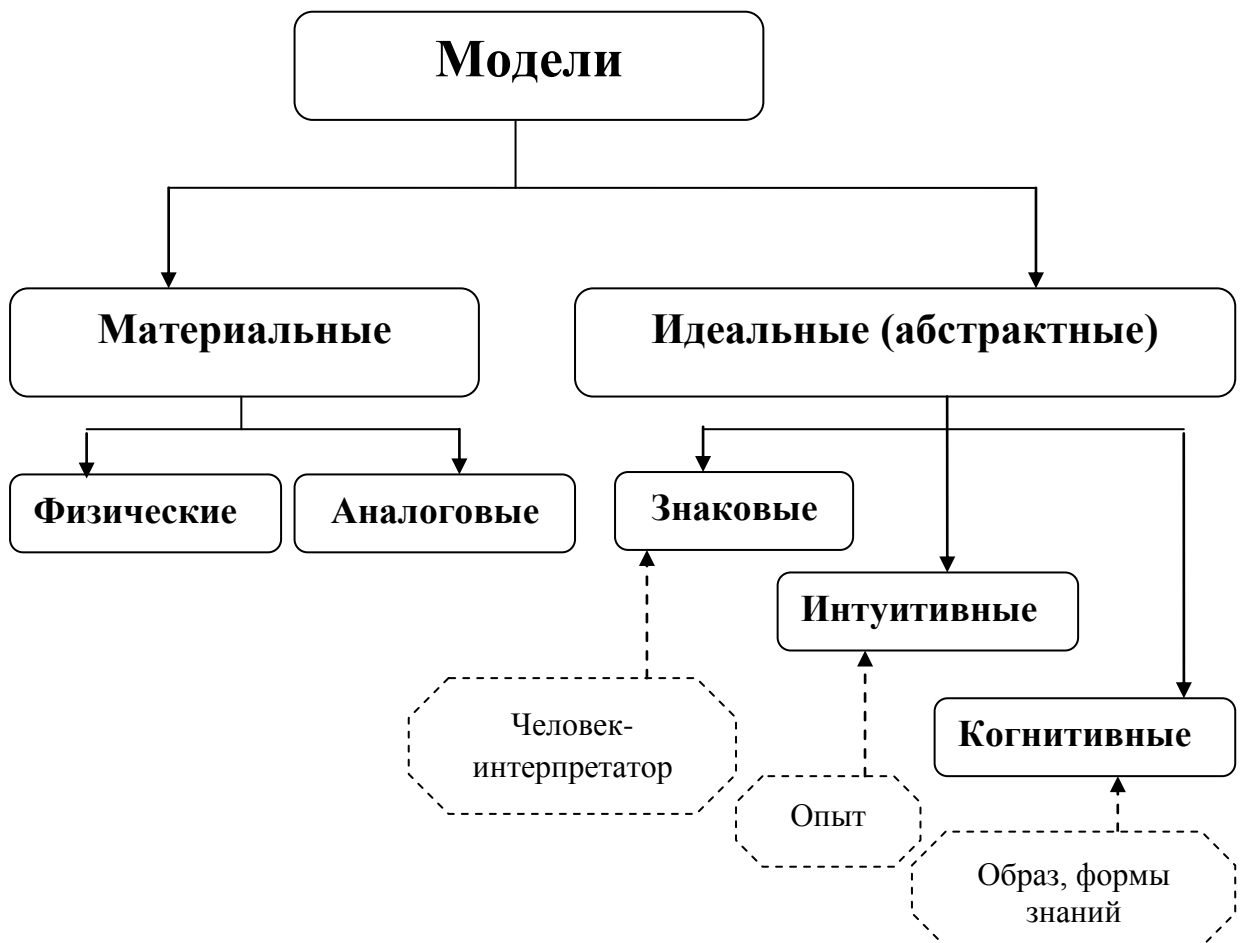 Модели
Материальные
Идеальные (абстрактные)
Физические
Аналоговые
Знаковые
Интуитивные
Человек-
интерпретатор
Когнитивные
Опыт
Образ, формы
знаний